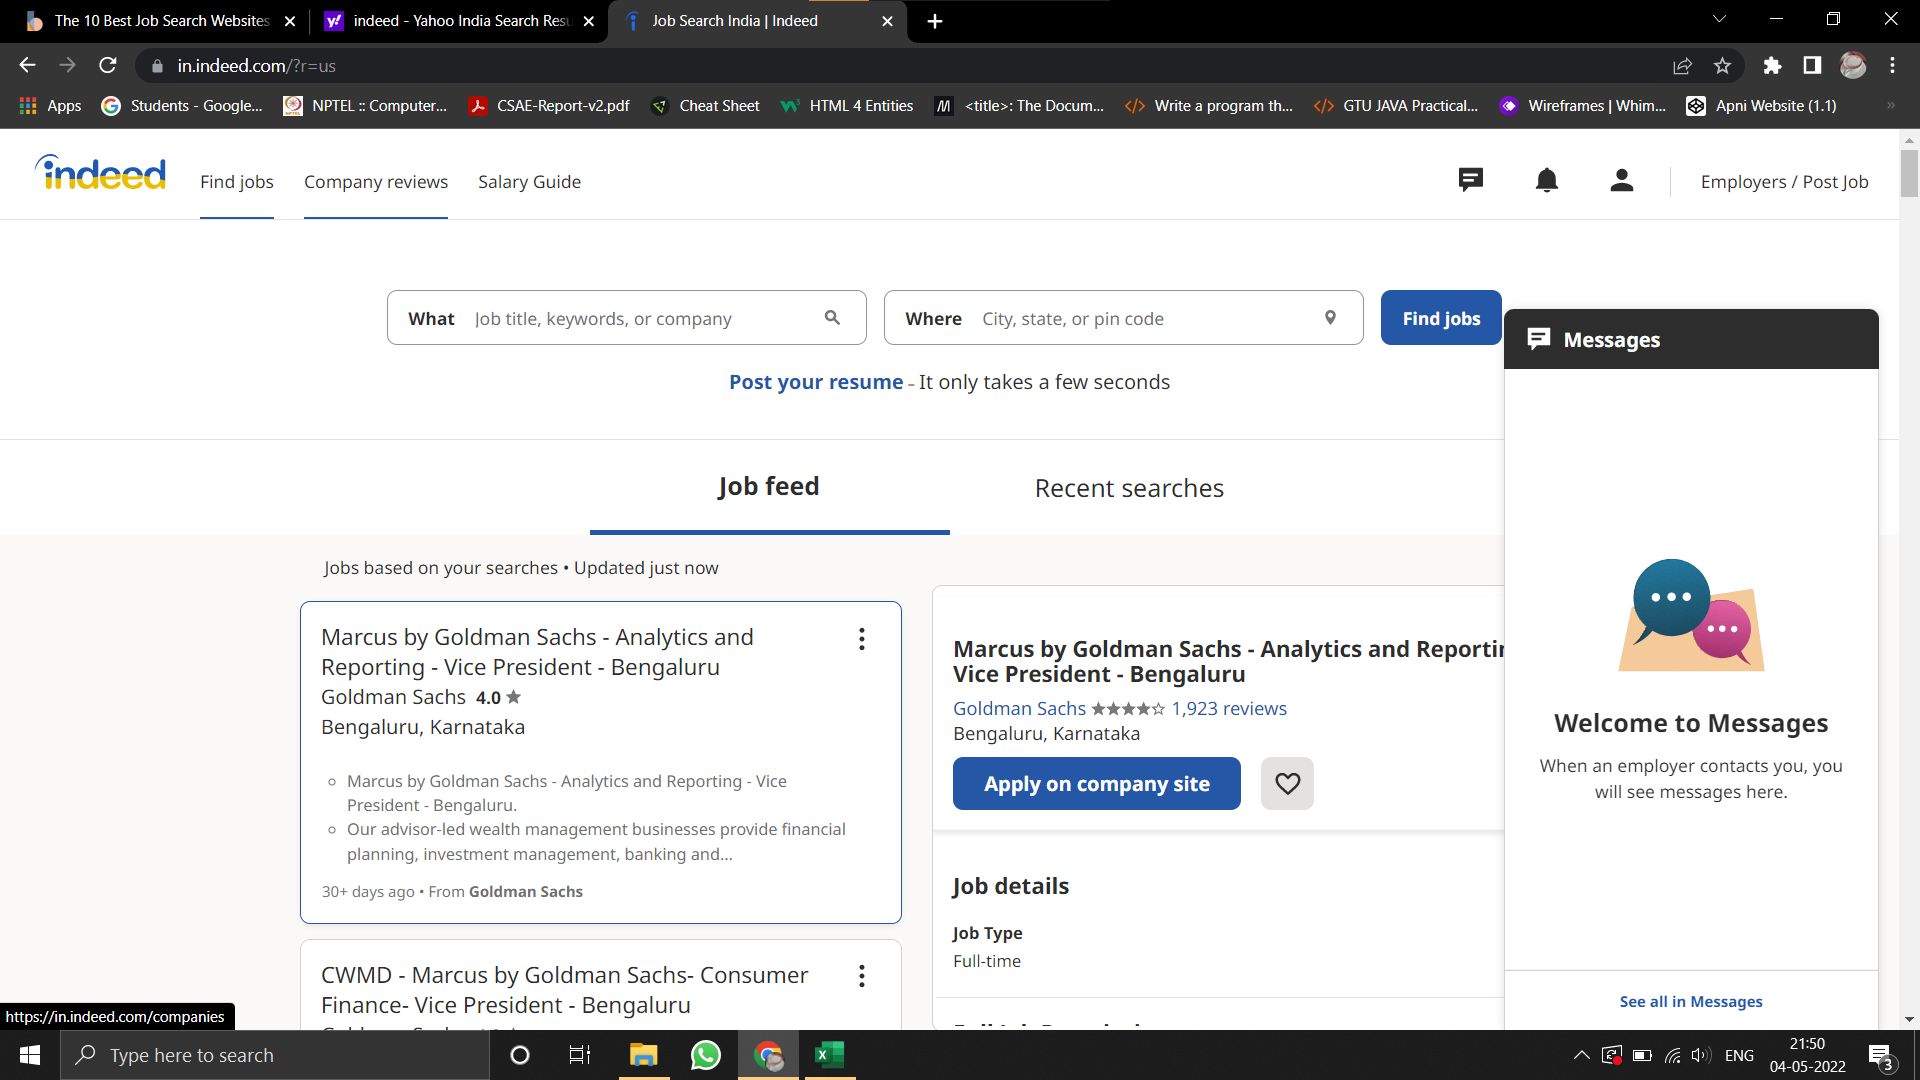 The 10 Best Job Search Websites
indeed - Yahoo India Search Resu
Job Search India | Indeed
in.indeed.com/?r=us
Apps
Students - Google...
NPTEL :: Computer...
CSAE-Report-v2.pdf
Cheat Sheet
HTML 4 Entities
<title>: The Docum...
Write a program th...
GTU JAVA Practical...
Wireframes | Whim...
Apni Website (1.1)
indeed
Find jobs
Company reviews
Salary Guide
Employers / Post Job
What Job title, keywords, or company
Where City, state, or pin code
Find jobs
Post your resume - It only takes a few seconds
Job feed
Recent searches
Jobs based on your searches • Updated just now
Marcus by Goldman Sachs - Analytics and
Reporting - Vice President - Bengaluru
Goldman Sachs 4.0 ★
Bengaluru, Karnataka
Marcus by Goldman Sachs - Analytics and Reporting - Vice
President - Bengaluru.
Our advisor-led wealth management businesses provide financial
planning, investment management, banking and...
30+ days ago • From Goldman Sachs
CWMD - Marcus by Goldman Sachs- Consumer
Finance- Vice President - Bengaluru
Marcus by Goldman Sachs - Analytics and Reportin
Vice President - Bengaluru
Goldman Sachs ★★★★☆ 1,923 reviews
Bengaluru, Karnataka
Apply on company site
Job details
Job Type
Full-time
Messages
Welcome to Messages
When an employer contacts you, you
will see messages here.
See all in Messages
https://in.indeed.com/companies
Type here to search
ENG
21:50
04-05-2022
3